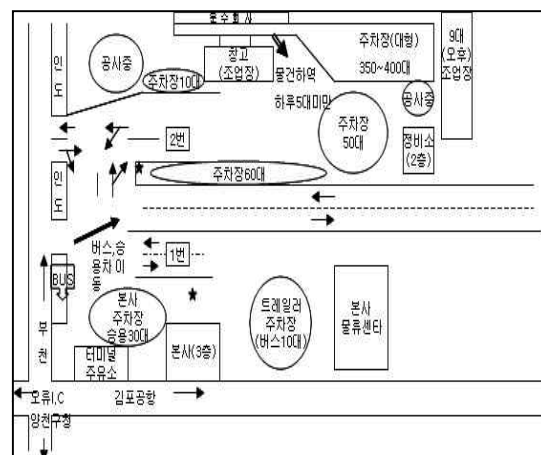 운수회사
주차장(대형)
350~400대
9대
(오후)
조업장
인
도
공사중
창고
(조업장)
물건하역
하루5대미만
주차장10대
공사중
주차장
50대
정비소
(2층)
2번
인
도
주차장60대
버스,승
용차 이
용
1번
BUS
본사
주차장
승용30대
트레일러
주차장
(버스10대)
본사
물류센타
부
천
터미널
주유소
본사(3층)
오류I.C
김포공항
양천구청